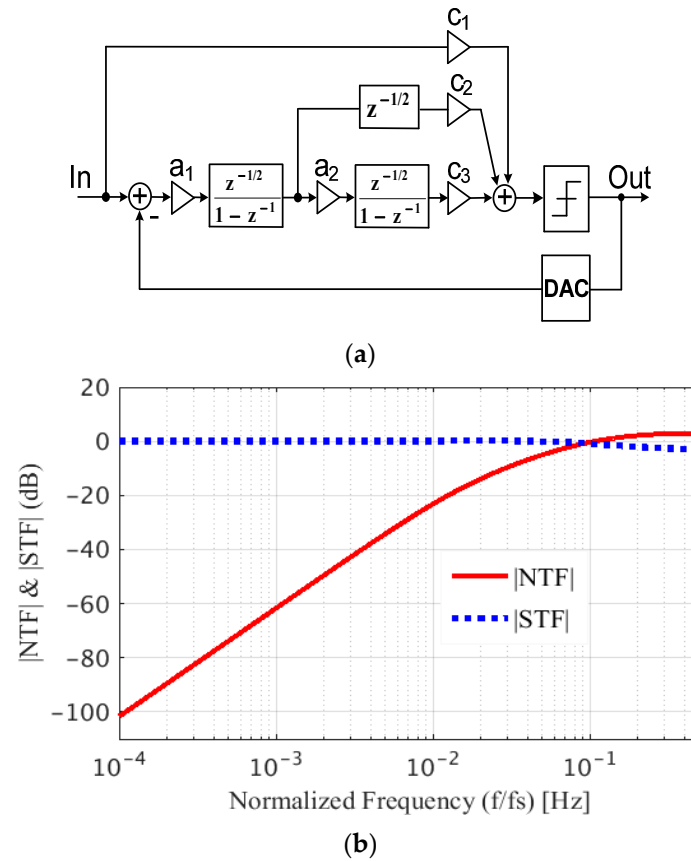 c1
c2
z^{-1/2}
In
+
-
a1
z^{-1/2}
1 - z^{-1}
a2
z^{-1/2}
1 - z^{-1}
c3
+
Out
DAC
(a)
|NTF| & |STF| (dB)
20
0
-20
-40
-60
-80
-100
|NTF|
|STF|
10^{-4}
10^{-3}
10^{-2}
10^{-1}
Normalized Frequency (f/fs) [Hz]
(b)